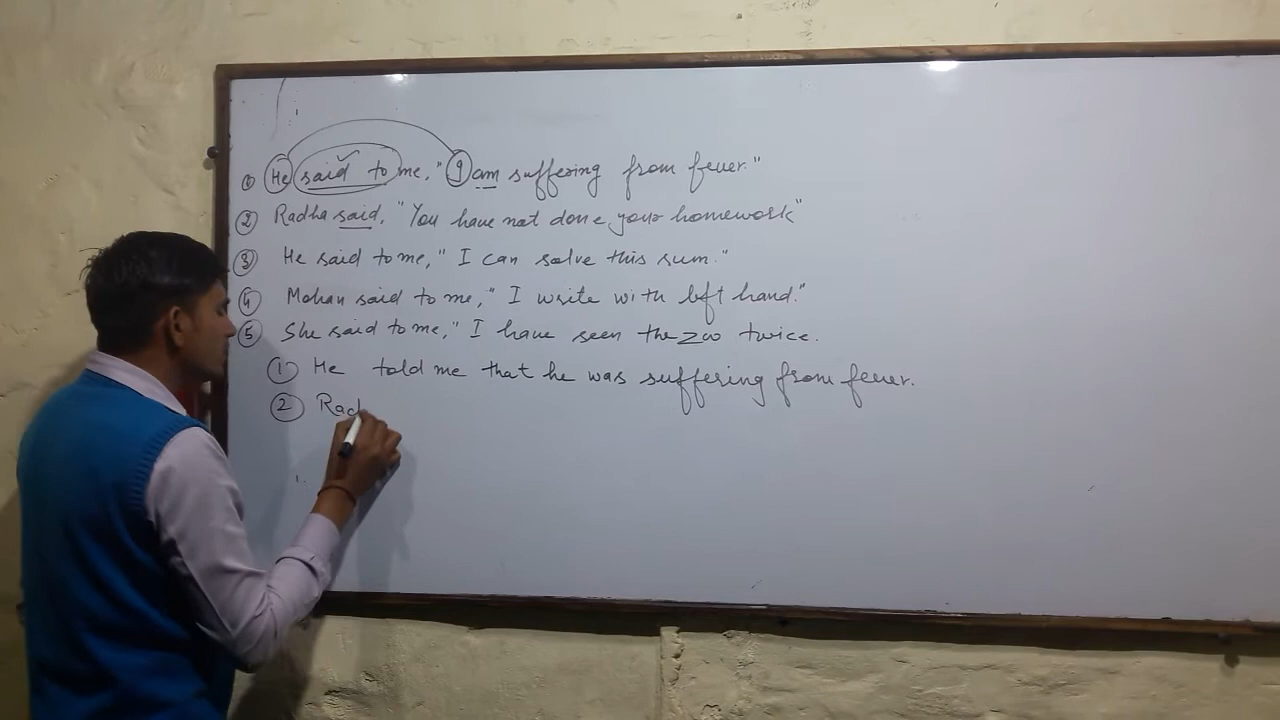 ① He said to me, "I am suffering from fever."
② Radha said, "You have not done your homework"
③ He said to me, "I can solve this sum."
④ Mohan said to me, "I write with left hand."
⑤ She said to me, "I have seen the zoo twice.
① He told me that he was suffering from fever.
② Rad